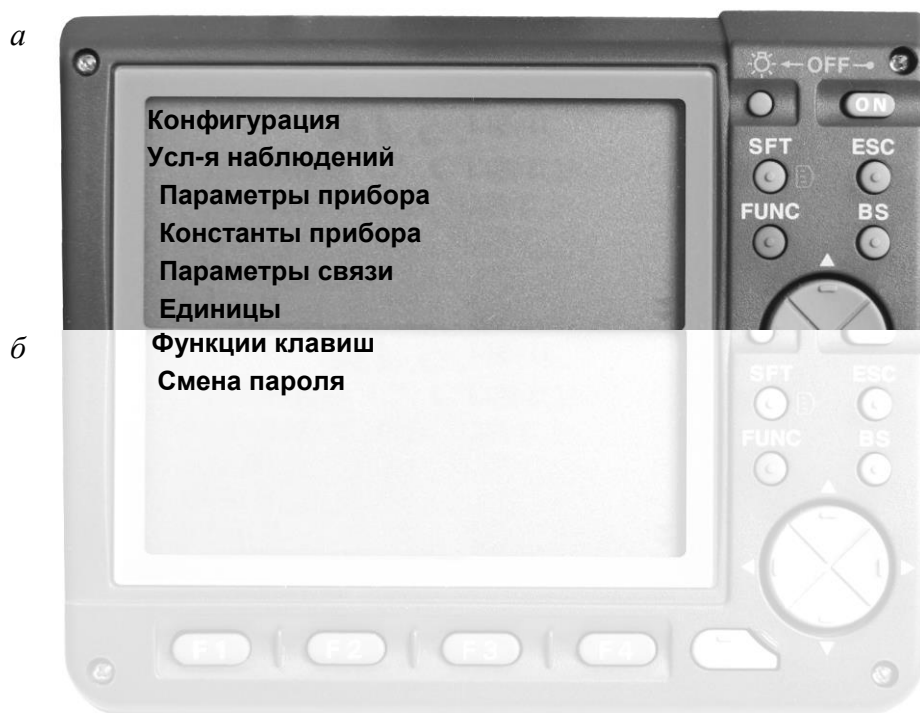 а
OFF
ON
Конфигурация
SFT ESC
Усл-я наблюдений
Параметры прибора
FUNC BS
Константы прибора
Параметры связи
Единицы
б
Функции клавиш
SFT ESC
Смена пароля
FUNC BS
F1 F2 F3 F4